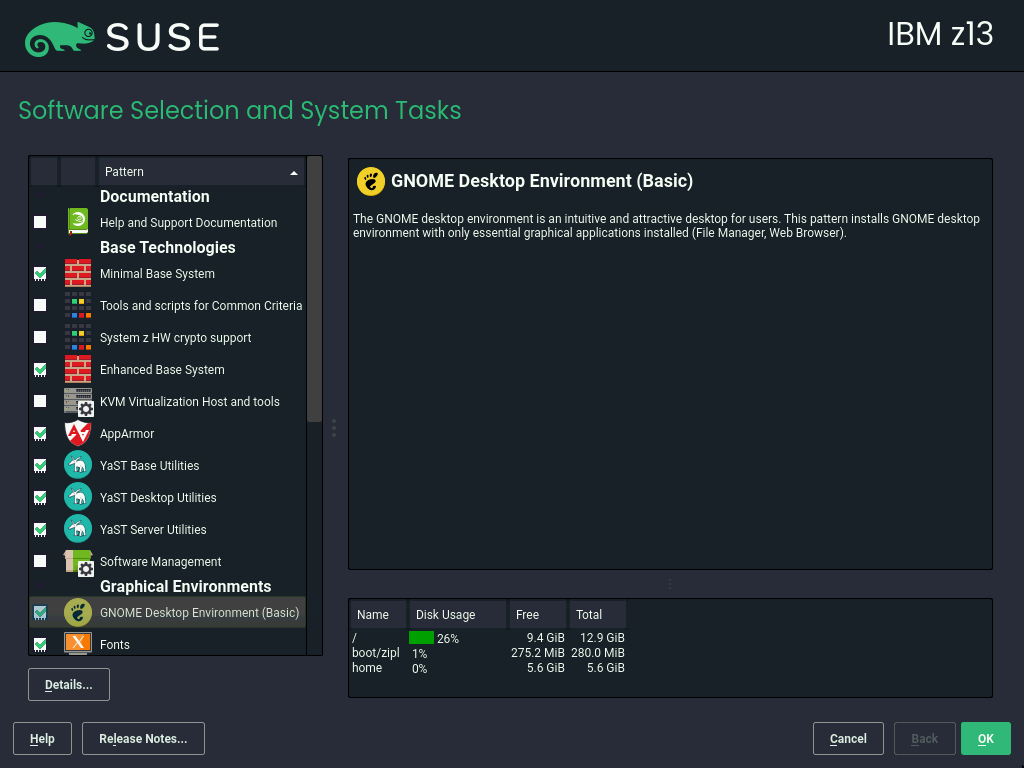 SUSE
IBM z13
Software Selection and System Tasks
Pattern
Documentation
Help and Support Documentation
Base Technologies
Minimal Base System
Tools and scripts for Common Criteria
System z HW crypto support
Enhanced Base System
KVM Virtualization Host and tools
AppArmor
YaST Base Utilities
YaST Desktop Utilities
YaST Server Utilities
Software Management
Graphical Environments
GNOME Desktop Environment (Basic)
Fonts
Details...
GNOME Desktop Environment (Basic)
The GNOME desktop environment is an intuitive and attractive desktop for users. This pattern installs GNOME desktop
environment with only essential graphical applications installed (File Manager, Web Browser).
Name Disk Usage Free Total
/ 26% 9.4 GiB 12.9 GiB
boot/zipl 1% 275.2 MiB 280.0 MiB
home 0% 5.6 GiB 5.6 GiB
Help Release Notes... Cancel Back OK